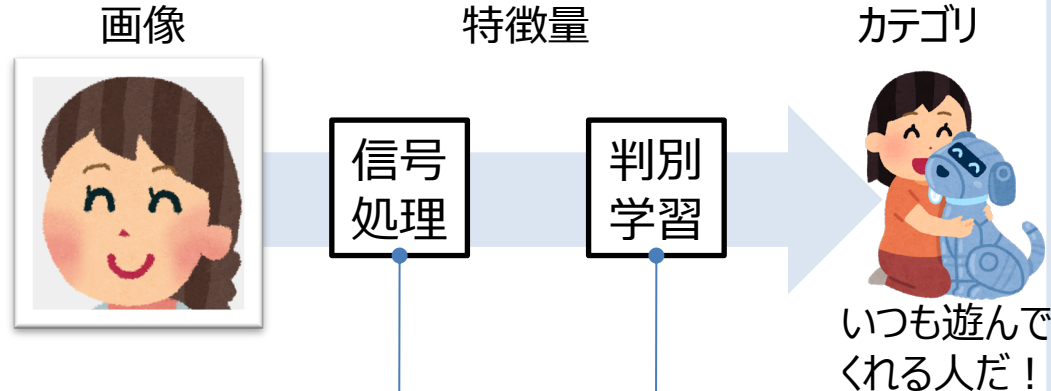 画像
特徴量
カテゴリ
信号
処理
判別
学習
いつも遊んで
くれる人だ！